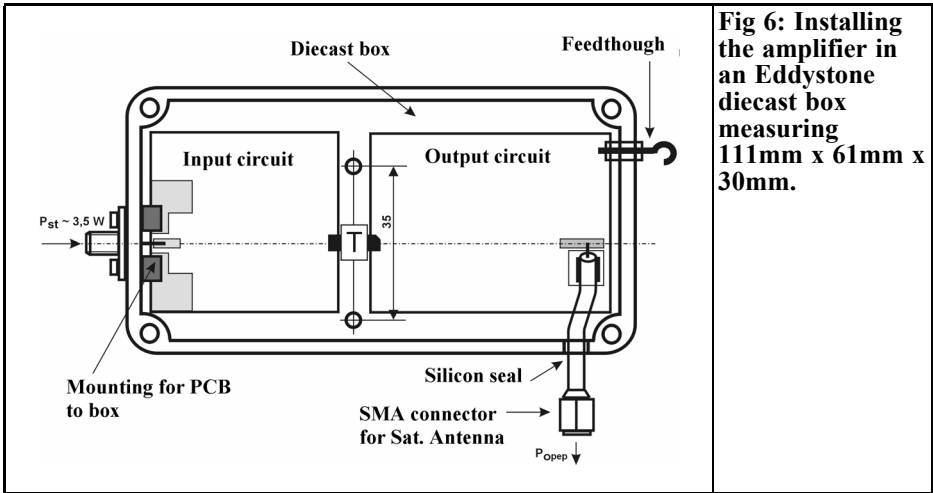 Diecast box
Feedthough
Input circuit
Output circuit
Pst ~ 3,5 W
T
35
Mounting for PCB
to box
Silicon seal
SMA connector
for Sat. Antenna
Popep
Fig 6: Installing
the amplifier in
an Eddystone
diecast box
measuring
111mm x 61mm x
30mm.